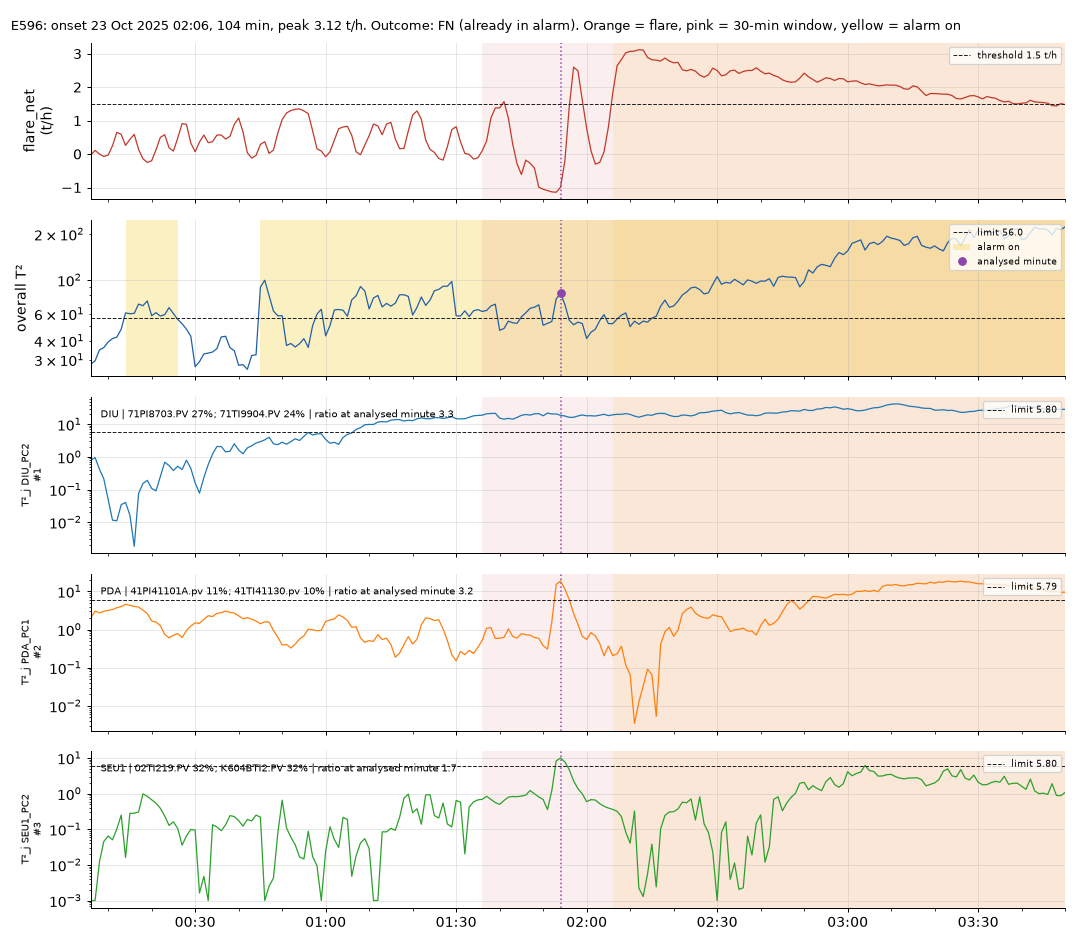 E596: onset 23 Oct 2025 02:06, 104 min, peak 3.12 t/h. Outcome: FN (already in alarm). Orange = flare, pink = 30-min window, yellow = alarm on
flare_net
(t/h)
3
2
1
0
−1
threshold 1.5 t/h
overall T²
2 × 10²
10²
6 × 10¹
4 × 10¹
3 × 10¹
limit 56.0
alarm on
analysed minute
T²_j DIU_PC2
#1
10¹
10⁰
10⁻¹
10⁻²
DIU | 71PI8703.PV 27%; 71TI9904.PV 24% | ratio at analysed minute 3.3
limit 5.80
T²_j PDA_PC1
#2
10¹
10⁰
10⁻¹
10⁻²
PDA | 41PI41101A.pv 11%; 41TI41130.pv 10% | ratio at analysed minute 3.2
limit 5.79
T²_j SEU1_PC2
#3
10¹
10⁰
10⁻¹
10⁻²
10⁻³
SEU1 | 02TI219.PV 32%; K604BTI2.PV 32% | ratio at analysed minute 1.7
limit 5.80
00:30 01:00 01:30 02:00 02:30 03:00 03:30